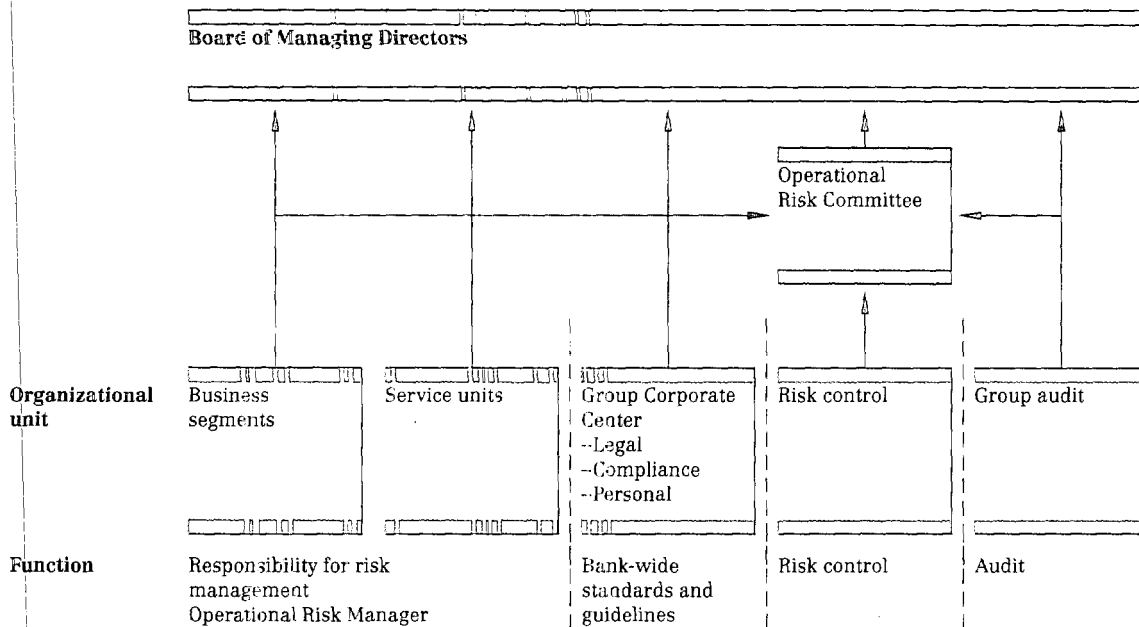 Board of Managing Directors
Operational
Risk Committee
Organizational
unit
Business
segments
Service units
Group Corporate
Center
--Legal
--Compliance
--Personal
Risk control
Group audit
Function
Responsibility for risk
management
Operational Risk Manager
Bank-wide
standards and
guidelines
Risk control
Audit